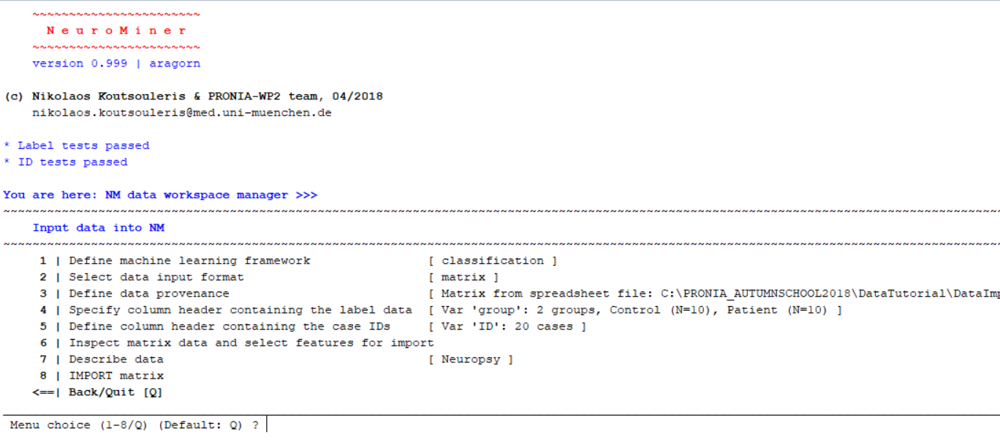 ~~~~~~~~~~~~~~~~~~~~~~~
N e u r o M i n e r
~~~~~~~~~~~~~~~~~~~~~~~
version 0.999 | aragorn
(c) Nikolaos Koutsouleris & PRONIA-WP2 team, 04/2018
nikolaos.koutsouleris@med.uni-muenchen.de
* Label tests passed
* ID tests passed
You are here: NM data workspace manager >>>
Input data into NM
1 | Define machine learning framework [ classification ]
2 | Select data input format [ matrix ]
3 | Define data provenance [ Matrix from spreadsheet file: C:\PRONIA_AUTUMNSCHOOL2018\DataTutorial\DataImp
4 | Specify column header containing the label data [ Var 'group': 2 groups, Control (N=10), Patient (N=10) ]
5 | Define column header containing the case IDs [ Var 'ID': 20 cases ]
6 | Inspect matrix data and select features for import
7 | Describe data [ Neuropsy ]
8 | IMPORT matrix
<==| Back/Quit [Q]
Menu choice (1-8/Q) (Default: Q) ?